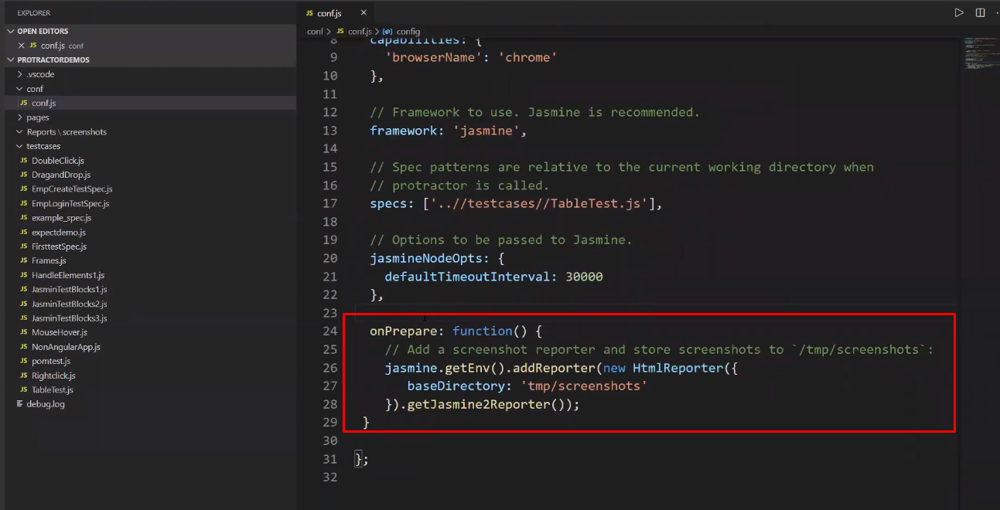 EXPLORER
OPEN EDITORS
JS conf.js conf
PROTRACTORDEMOS
.vscode
conf
JS conf.js
pages
Reports \ screenshots
testcases
JS DoubleClick.js
JS DragandDrop.js
JS EmpCreateTestSpec.js
JS EmpLoginTestSpec.js
JS example_spec.js
JS expectdemo.js
JS FirsttestSpec.js
JS Frames.js
JS HandleElements1.js
JS JasminTestBlocks1.js
JS JasminTestBlocks2.js
JS JasminTestBlocks3.js
JS MouseHover.js
JS NonAngularApp.js
JS pomtest.js
JS Rightclick.js
JS TableTest.js
debug.log
JS conf.js
conf > JS conf.js > config
8 capabilities: {
9 'browserName': 'chrome'
10 },
11
12 // Framework to use. Jasmine is recommended.
13 framework: 'jasmine',
14
15 // Spec patterns are relative to the current working directory when
16 // protractor is called.
17 specs: ['..//testcases//TableTest.js'],
18
19 // Options to be passed to Jasmine.
20 jasmineNodeOpts: {
21 defaultTimeoutInterval: 30000
22 },
23
24 onPrepare: function() {
25 // Add a screenshot reporter and store screenshots to `/tmp/screenshots`:
26 jasmine.getEnv().addReporter(new HtmlReporter({
27 baseDirectory: 'tmp/screenshots'
28 }).getJasmine2Reporter());
29 }
30
31 };
32